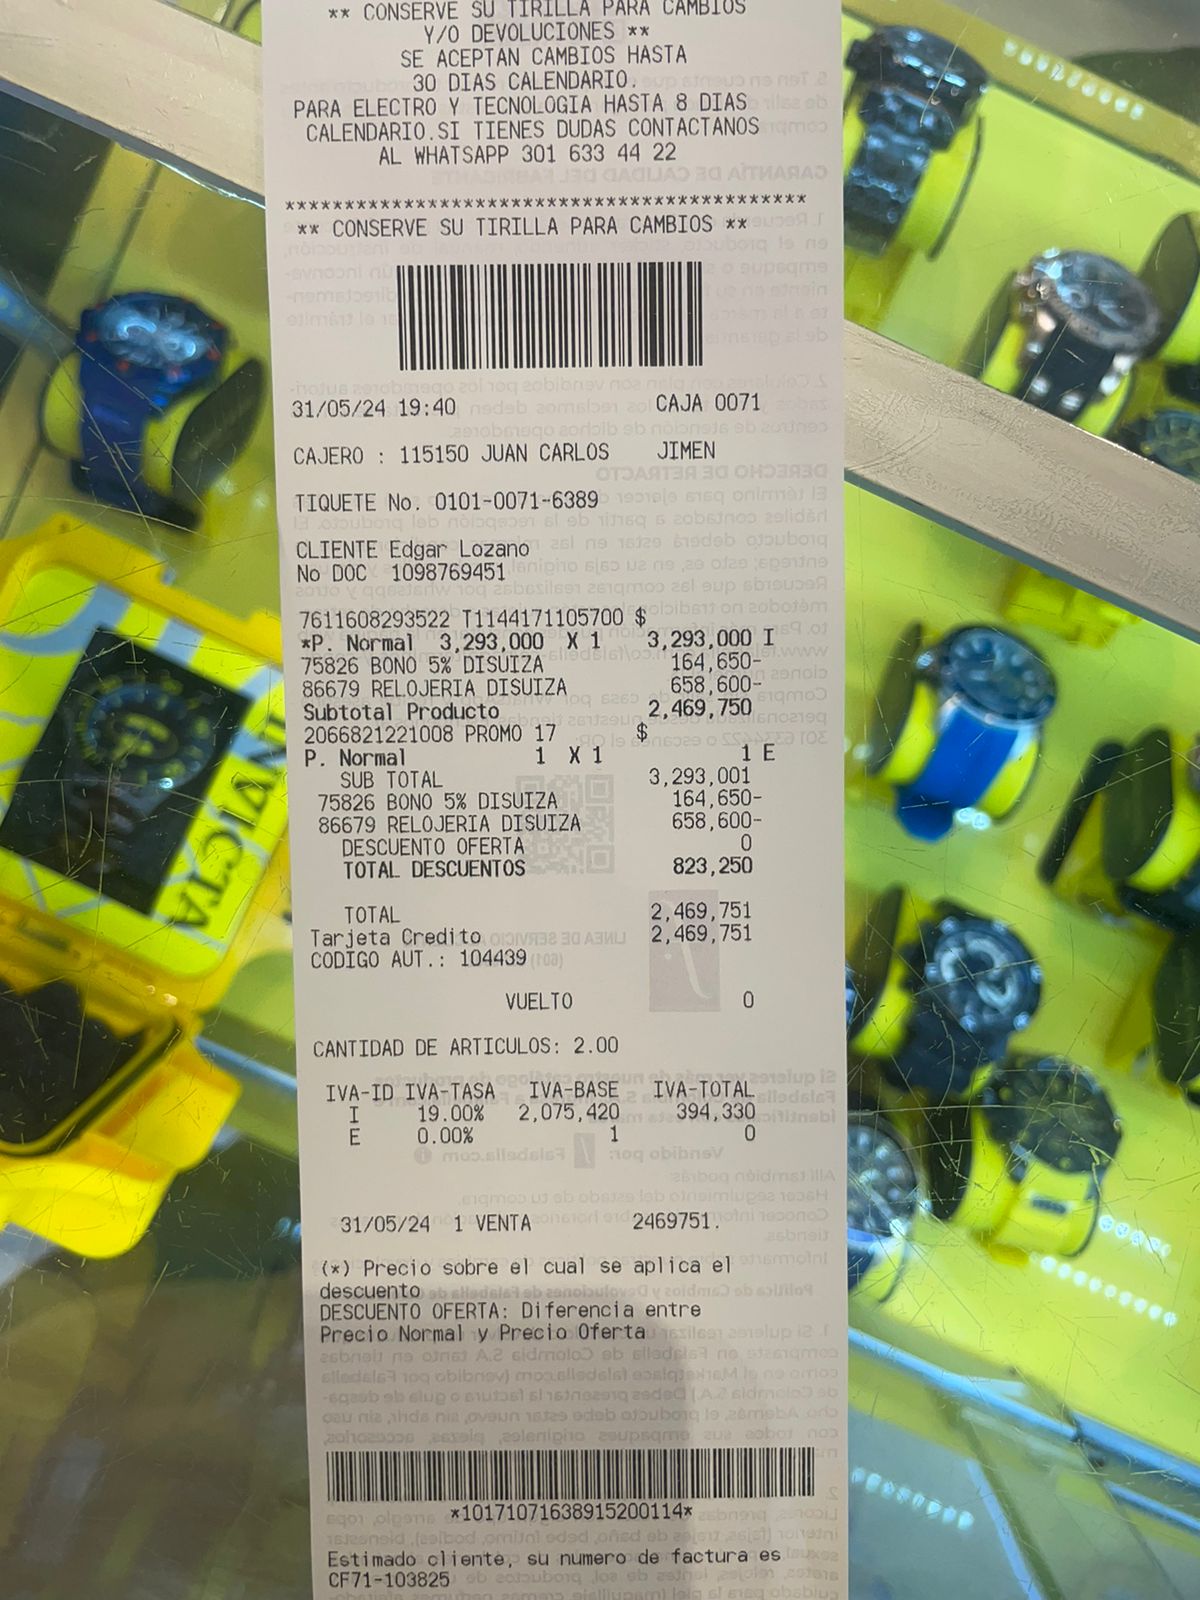 ** CONSERVE SU TIRILLA PARA CAMBIOS
Y/O DEVOLUCIONES **
SE ACEPTAN CAMBIOS HASTA
30 DIAS CALENDARIO.
PARA ELECTRO Y TECNOLOGIA HASTA 8 DIAS
CALENDARIO.SI TIENES DUDAS CONTACTANOS
AL WHATSAPP 301 633 44 22
********************************************
** CONSERVE SU TIRILLA PARA CAMBIOS **
31/05/24 19:40 CAJA 0071
CAJERO : 115150 JUAN CARLOS JIMEN
TIQUETE No. 0101-0071-6389
CLIENTE Edgar Lozano
No DOC 1098769451
7611608293522 T1144171105700 $
*P. Normal 3,293,000 X 1 3,293,000 I
75826 BONO 5% DISUIZA 164,650-
86679 RELOJERIA DISUIZA 658,600-
Subtotal Producto 2,469,750
2066821221008 PROMO 17 $
P. Normal 1 X 1 1 E
SUB TOTAL 3,293,001
75826 BONO 5% DISUIZA 164,650-
86679 RELOJERIA DISUIZA 658,600-
DESCUENTO OFERTA 0
TOTAL DESCUENTOS 823,250
TOTAL 2,469,751
Tarjeta Credito 2,469,751
CODIGO AUT.: 104439
VUELTO 0
CANTIDAD DE ARTICULOS: 2.00
IVA-ID IVA-TASA IVA-BASE IVA-TOTAL
I 19.00% 2,075,420 394,330
E 0.00% 1 0
31/05/24 1 VENTA 2469751.
(*) Precio sobre el cual se aplica el
descuento
DESCUENTO OFERTA: Diferencia entre
Precio Normal y Precio Oferta
*10171071638915200114*
Estimado cliente, su numero de factura es
CF71-103825
INVICTA